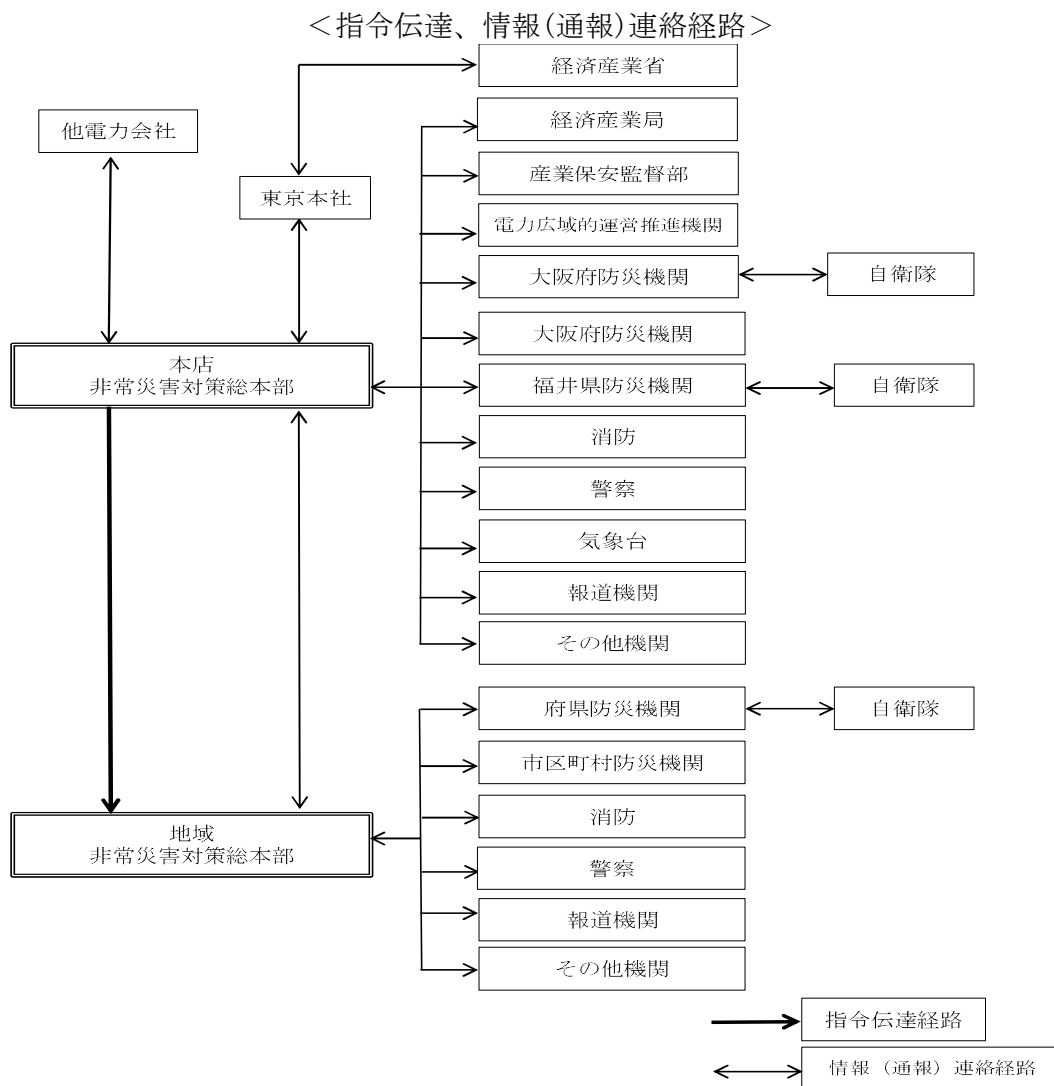 ＜指令伝達、情報(通報)連絡経路＞
経済産業省
他電力会社
経済産業局
東京本社
産業保安監督部
電力広域的運営推進機関
大阪府防災機関
自衛隊
大阪府防災機関
本店
非常災害対策総本部
福井県防災機関
自衛隊
消防
警察
気象台
報道機関
その他機関
府県防災機関
自衛隊
市区町村防災機関
地域
非常災害対策総本部
消防
警察
報道機関
その他機関
指令伝達経路
情報（通報）連絡経路